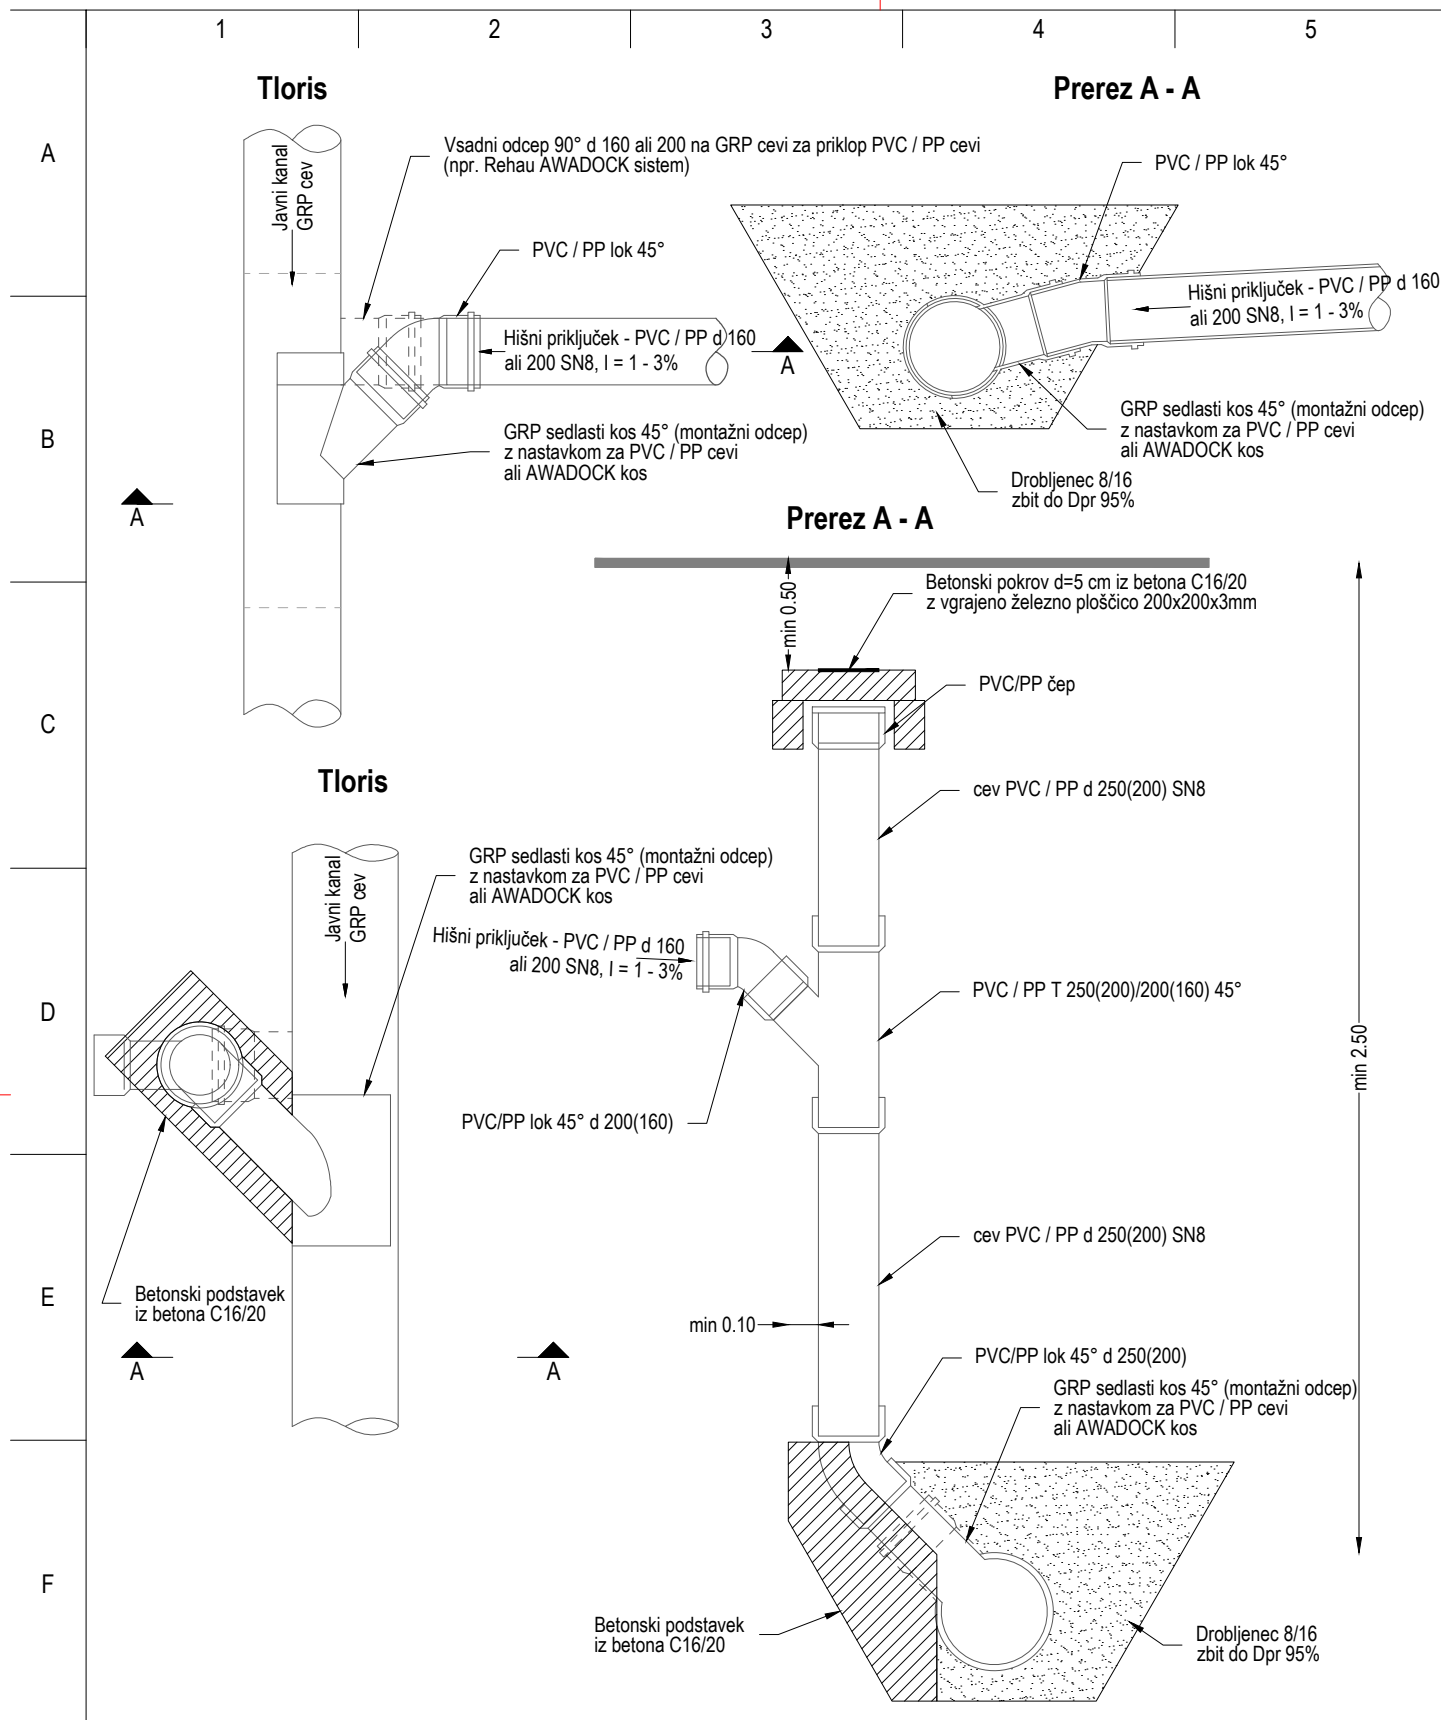 1
2
3
4
5
A
B
C
D
E
F
Tloris
Javni kanal
GRP cev
Vsadni odcep 90° d 160 ali 200 na GRP cevi za priklop PVC / PP cevi
(npr. Rehau AWADOCK sistem)
PVC / PP lok 45°
Hišni priključek - PVC / PP d 160
ali 200 SN8, I = 1 - 3%
GRP sedlasti kos 45° (montažni odcep)
z nastavkom za PVC / PP cevi
ali AWADOCK kos
A
A
Prerez A - A
PVC / PP lok 45°
Hišni priključek - PVC / PP d 160
ali 200 SN8, I = 1 - 3%
GRP sedlasti kos 45° (montažni odcep)
z nastavkom za PVC / PP cevi
ali AWADOCK kos
Drobljenec 8/16
zbit do Dpr 95%
Prerez A - A
min 0.50
Betonski pokrov d=5 cm iz betona C16/20
z vgrajeno železno ploščico 200x200x3mm
PVC/PP čep
cev PVC / PP d 250(200) SN8
Hišni priključek - PVC / PP d 160
ali 200 SN8, I = 1 - 3%
PVC / PP T 250(200)/200(160) 45°
min 2.50
PVC/PP lok 45° d 200(160)
cev PVC / PP d 250(200) SN8
min 0.10
PVC/PP lok 45° d 250(200)
GRP sedlasti kos 45° (montažni odcep)
z nastavkom za PVC / PP cevi
ali AWADOCK kos
Betonski podstavek
iz betona C16/20
Drobljenec 8/16
zbit do Dpr 95%
Tloris
Javni kanal
GRP cev
GRP sedlasti kos 45° (montažni odcep)
z nastavkom za PVC / PP cevi
ali AWADOCK kos
Betonski podstavek
iz betona C16/20
A
A